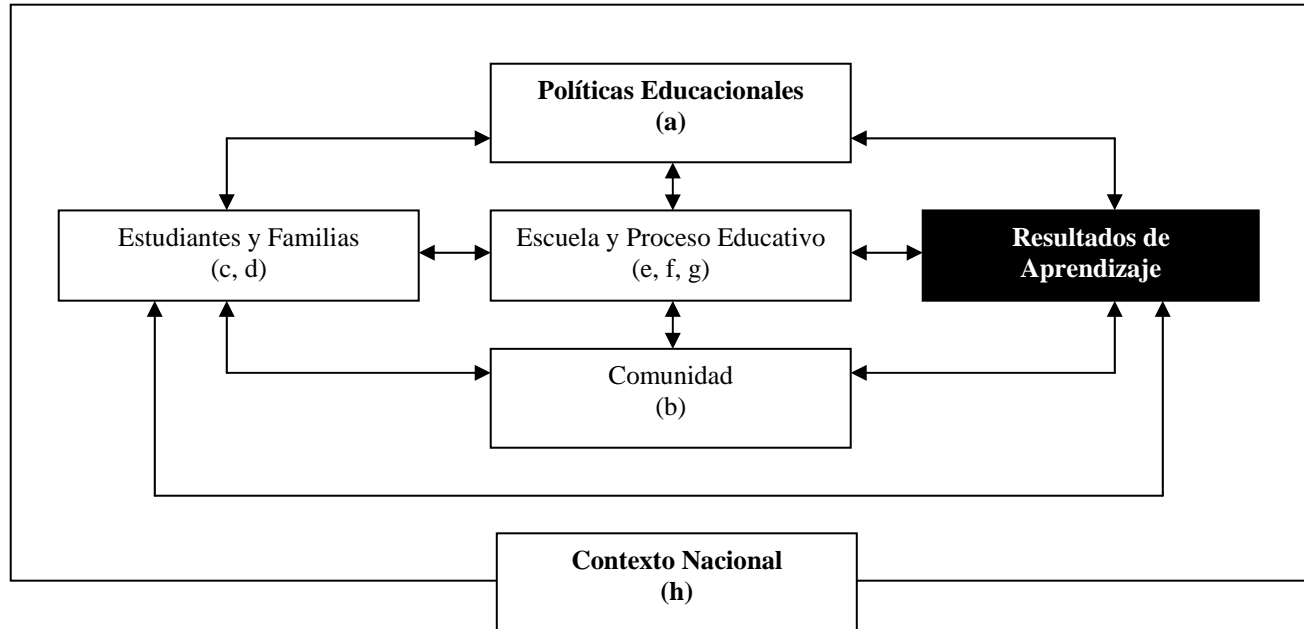 Políticas Educacionales
(a)
Estudiantes y Familias
(c, d)
Escuela y Proceso Educativo
(e, f, g)
Resultados de
Aprendizaje
Comunidad
(b)
Contexto Nacional
(h)